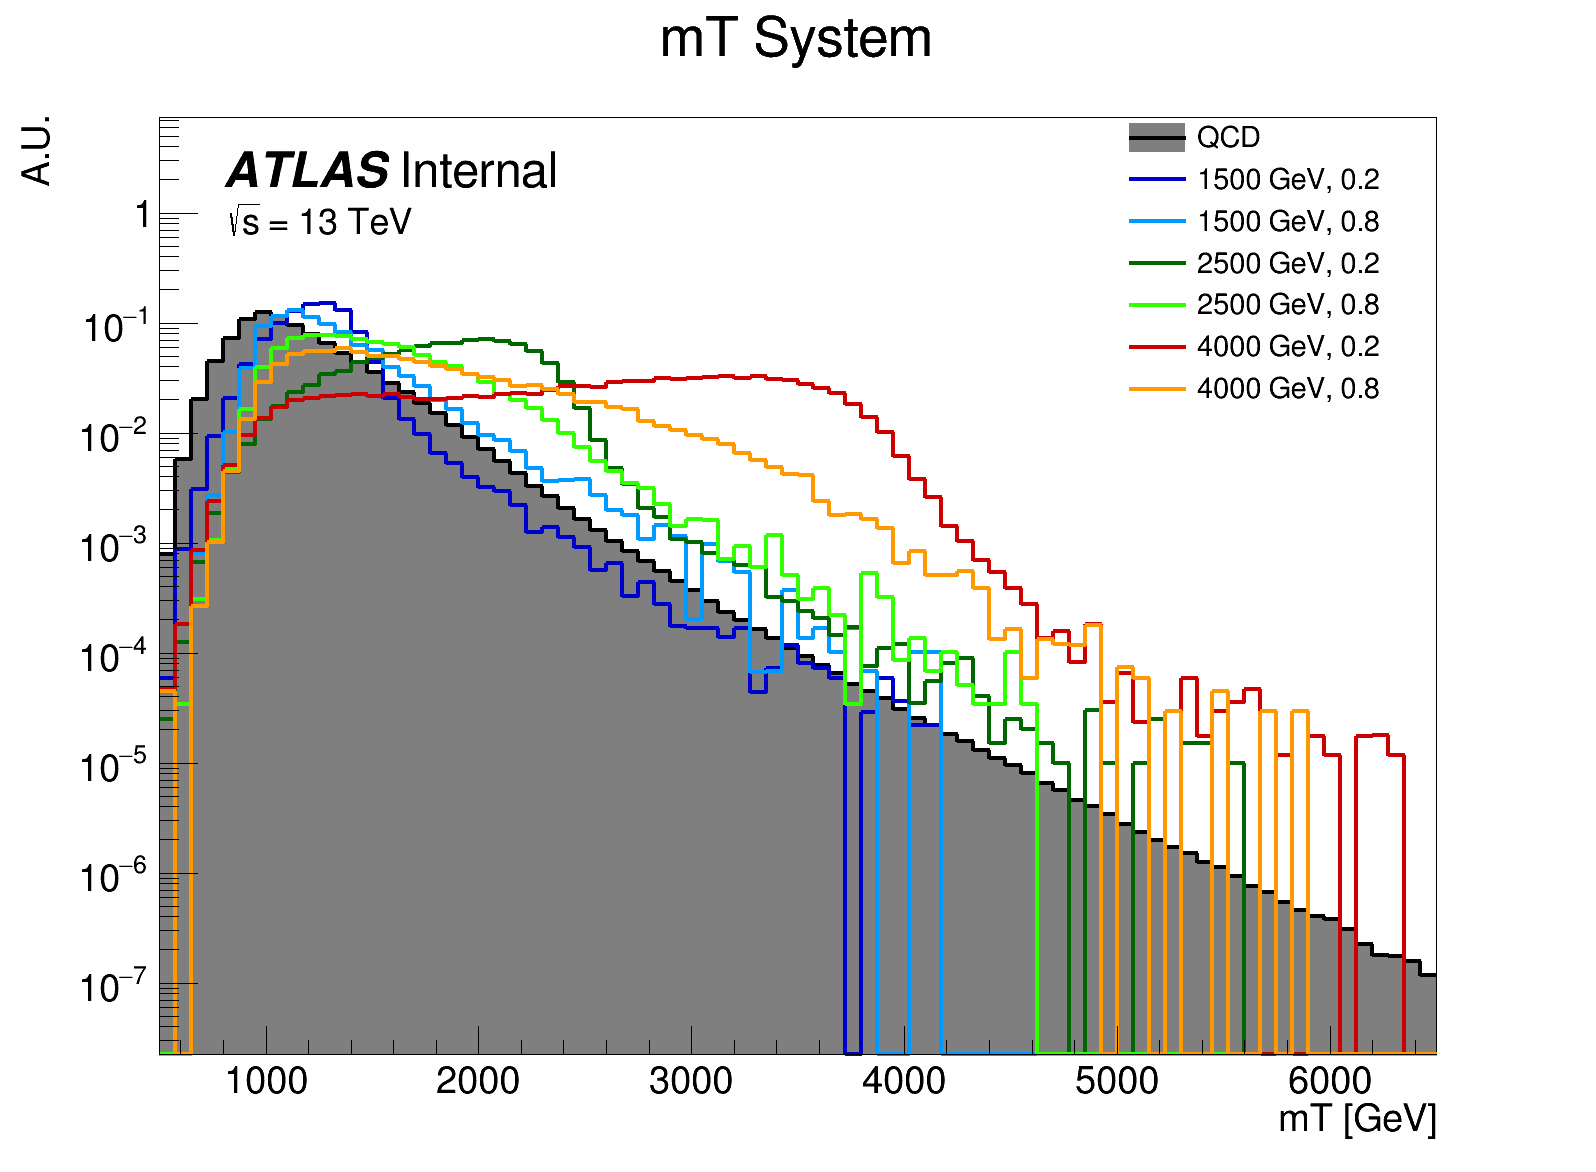 mT System
A.U.
ATLAS Internal
√s = 13 TeV
QCD
1500 GeV, 0.2
1500 GeV, 0.8
2500 GeV, 0.2
2500 GeV, 0.8
4000 GeV, 0.2
4000 GeV, 0.8
1
10⁻¹
10⁻²
10⁻³
10⁻⁴
10⁻⁵
10⁻⁶
10⁻⁷
1000 2000 3000 4000 5000 6000
mT [GeV]